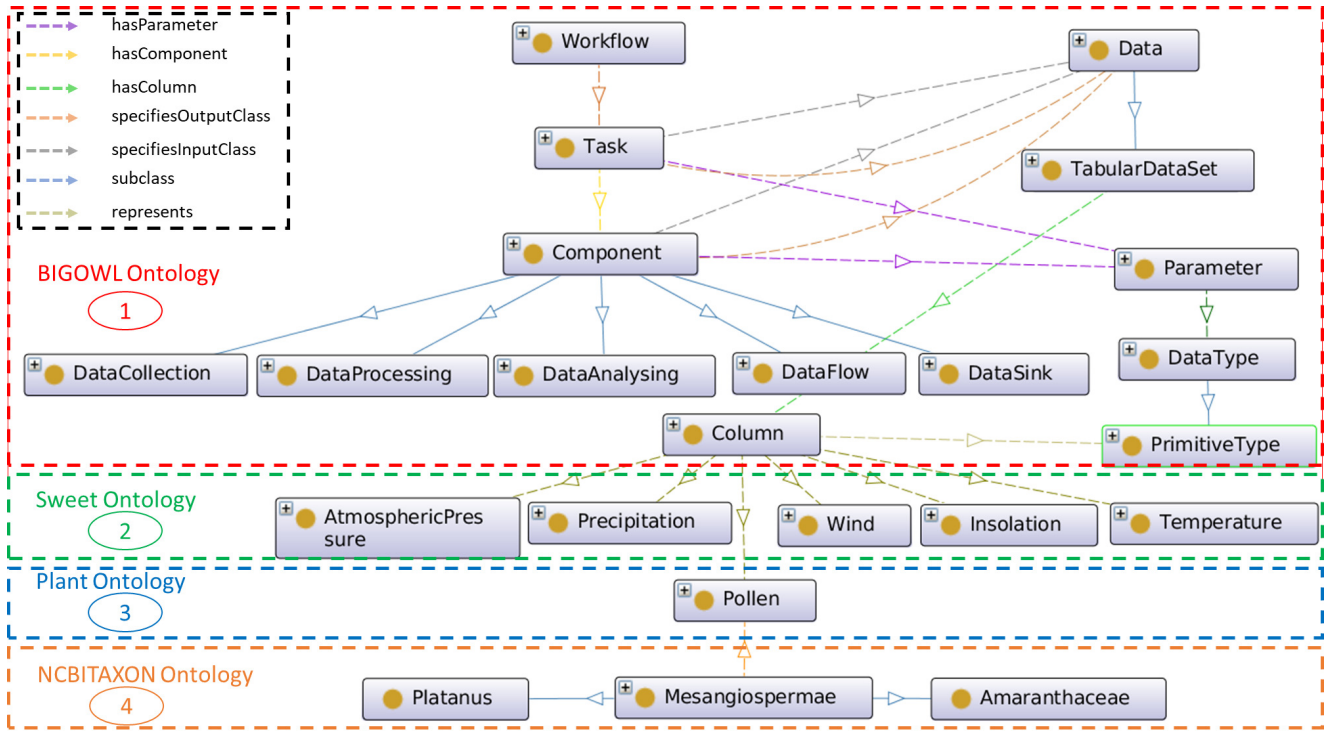 hasParameter
hasComponent
hasColumn
specifiesOutputClass
specifiesInputClass
subclass
represents
Workflow
Data
Task
TabularDataSet
Component
Parameter
BIGOWL Ontology
1
DataCollection
DataProcessing
DataAnalysing
DataFlow
DataSink
DataType
Column
PrimitiveType
Sweet Ontology
2
AtmosphericPres
sure
Precipitation
Wind
Insolation
Temperature
Plant Ontology
3
Pollen
NCBITAXON Ontology
4
Platanus
Mesangiospermae
Amaranthaceae